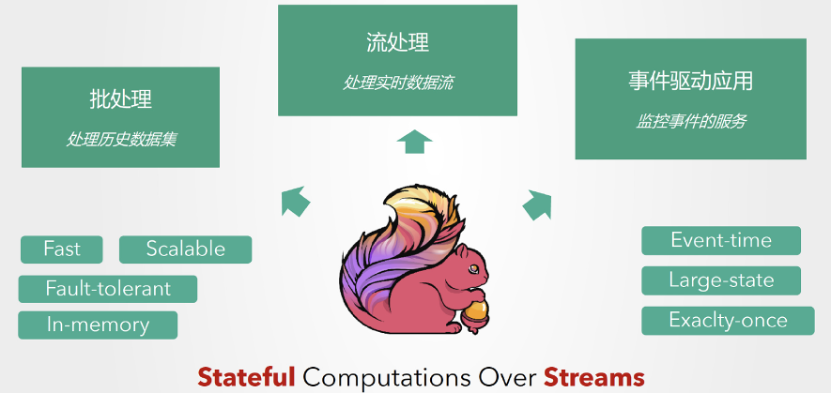 流处理
处理实时数据流
批处理
处理历史数据集
事件驱动应用
监控事件的服务
Fast
Scalable
Fault-tolerant
In-memory
Event-time
Large-state
Exaclty-once
Stateful Computations Over Streams